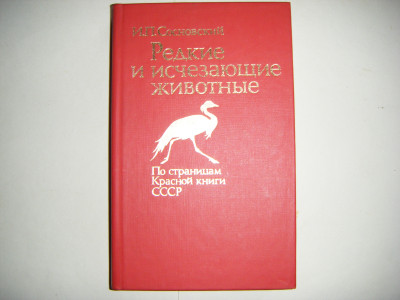 И.П.Сосновский
Редкие
и исчезающие
животные
По страницам
Красной книги
СССР